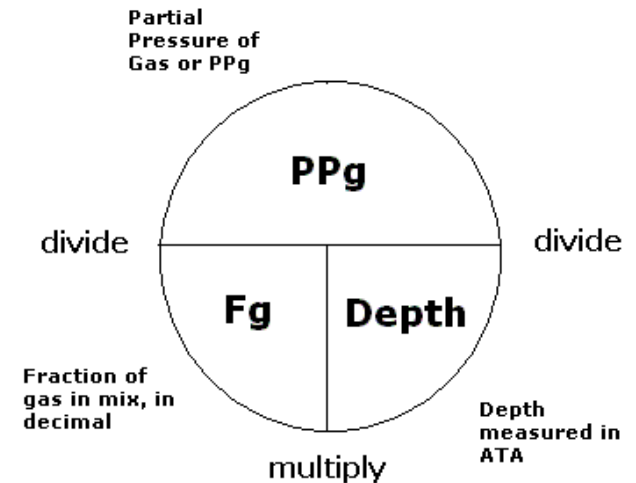 Partial
Pressure of
Gas or PPg
PPg
divide
divide
Fg
Depth
Fraction of
gas in mix, in
decimal
Depth
measured in
ATA
multiply